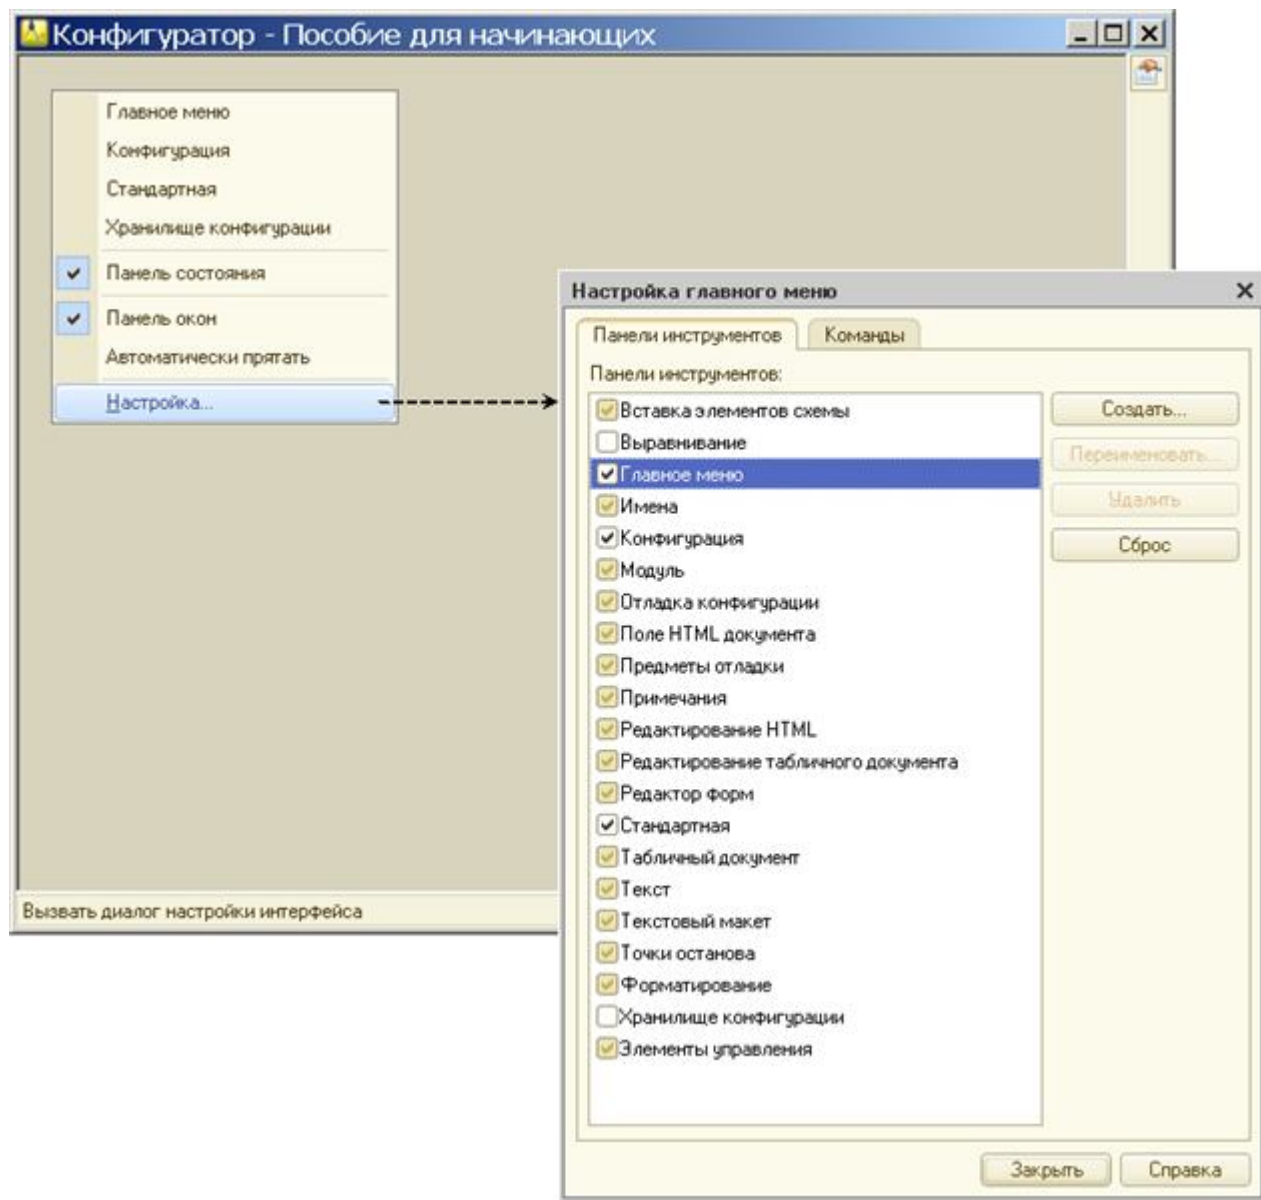 Конфигуратор - Пособие для начинающих
Главное меню
Конфигурация
Стандартная
Хранилище конфигурации
Панель состояния
Панель окон
Автоматически прятать
Настройка...
Вызвать диалог настройки интерфейса
Настройка главного меню
Панели инструментов Команды
Панели инструментов:
Вставка элементов схемы
Выравнивание
Главное меню
Имена
Конфигурация
Модуль
Отладка конфигурации
Поле HTML документа
Предметы отладки
Примечания
Редактирование HTML
Редактирование табличного документа
Редактор форм
Стандартная
Табличный документ
Текст
Текстовый макет
Точки останова
Форматирование
Хранилище конфигурации
Элементы управления
Создать...
Переименовать...
Удалить
Сброс
Закрыть Справка